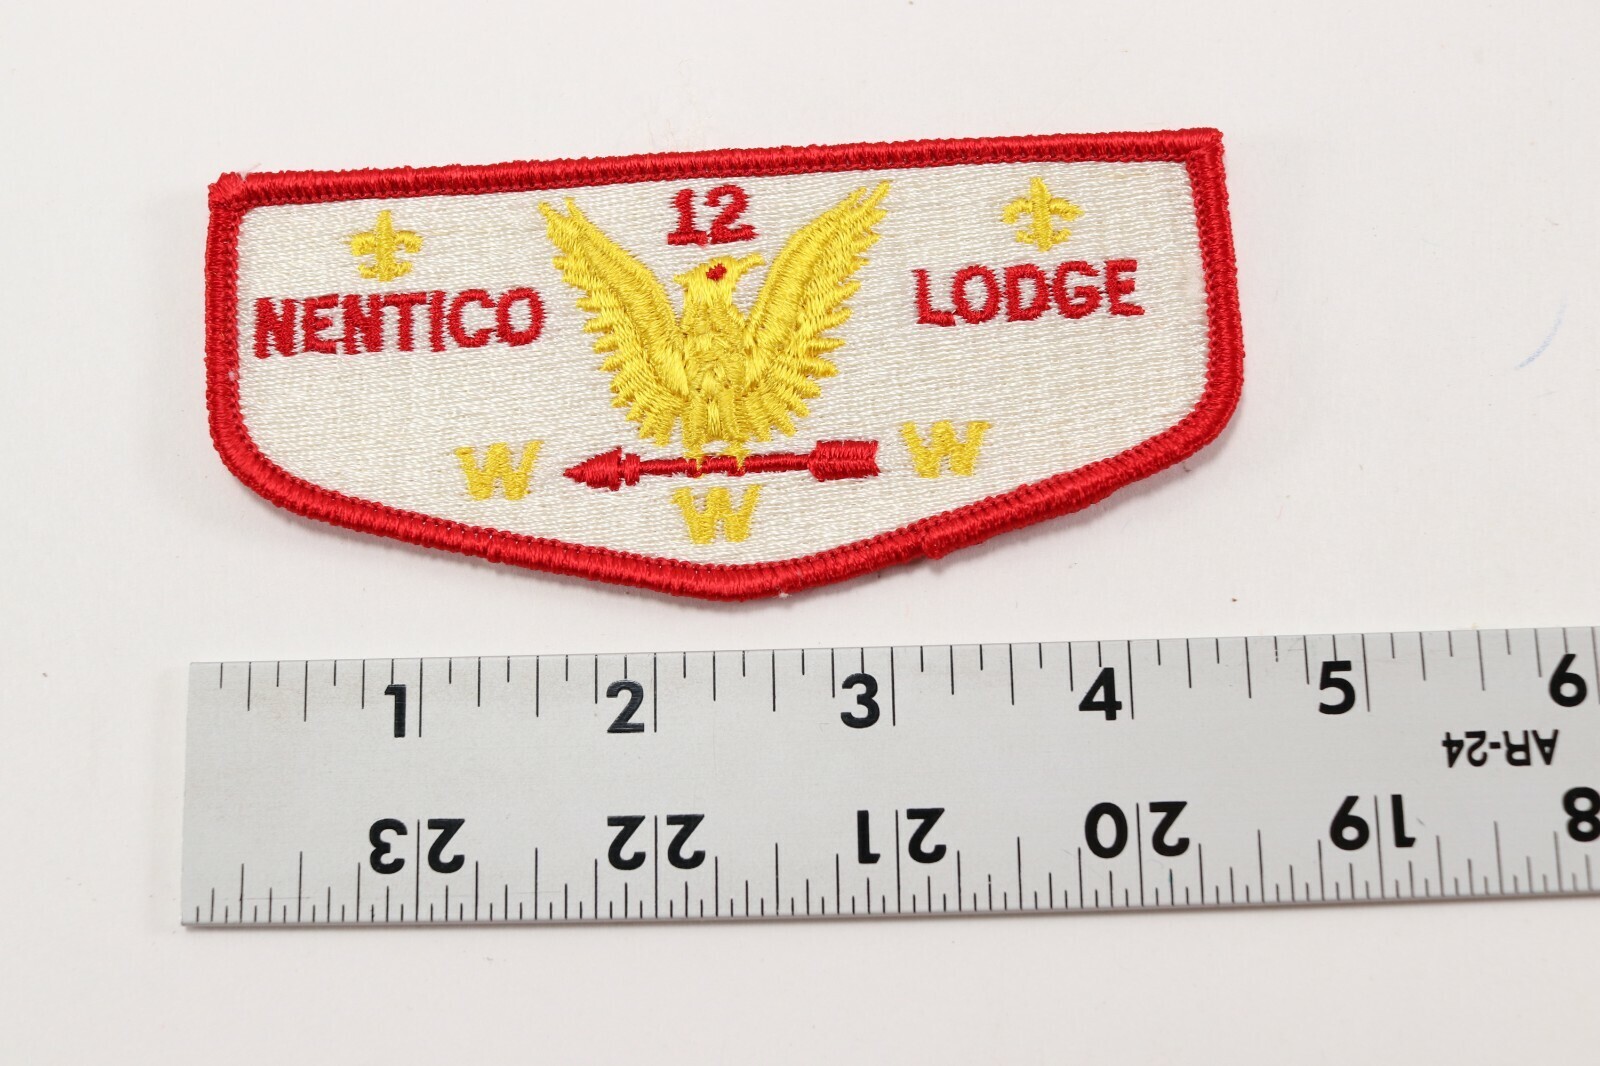 12
NENTICO LODGE
W W
W
1 2 3 4 5 6
AR-24
23 22 21 20 19 18